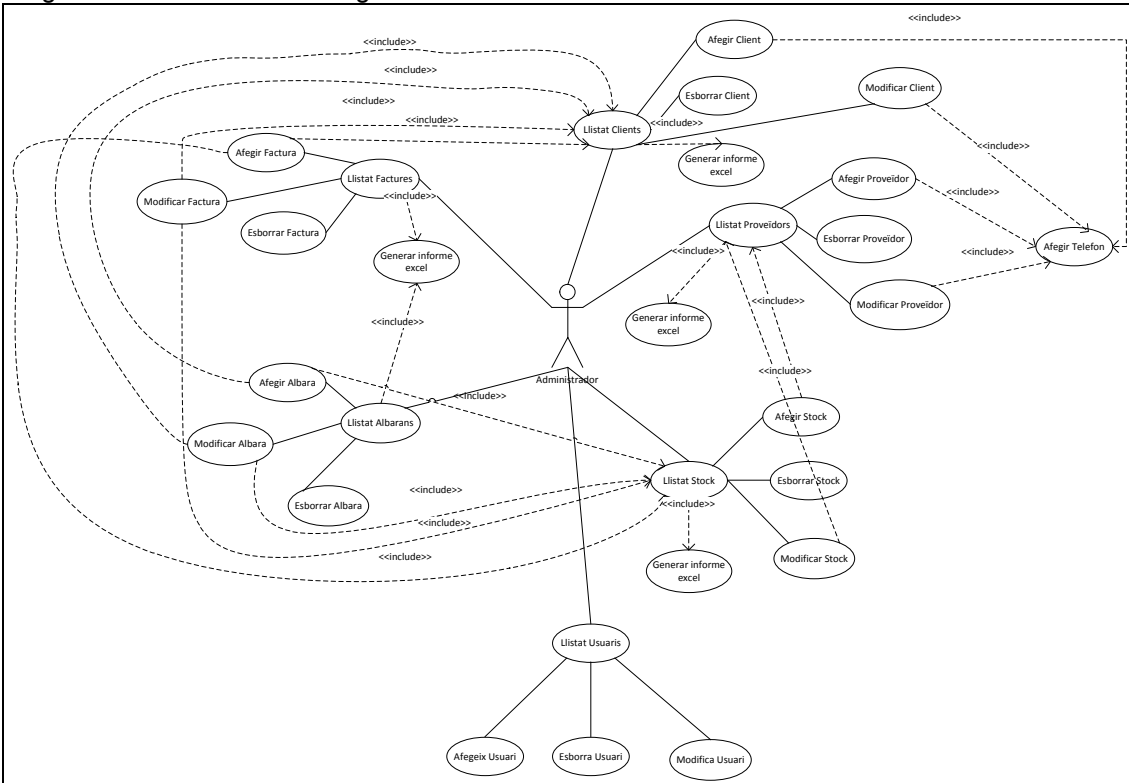 <<include>>
Afegir Client
<<include>>
<<include>>
Modificar Client
Esborrar Client
<<include>>
<<include>>
Llistat Clients
Afegir Factura
<<include>>
Generar informe
excel
Llistat Factures
Afegir Proveïdor
<<include>>
Modificar Factura
<<include>>
Llistat Proveïdors
Esborrar Factura
Esborrar Proveïdor
<<include>>
Afegir Telefon
<<include>>
Generar informe
excel
<<include>>
Modificar Proveïdor
Generar informe
excel
<<include>>
<<include>>
Afegir Albara
Administrador
<<include>>
<<include>>
Afegir Stock
Llistat Albarans
Modificar Albara
Llistat Stock
Esborrar Stock
<<include>>
Esborrar Albara
<<include>>
<<include>>
<<include>>
Modificar Stock
Generar informe
excel
Llistat Usuaris
Afegeix Usuari
Esborra Usuari
Modifica Usuari